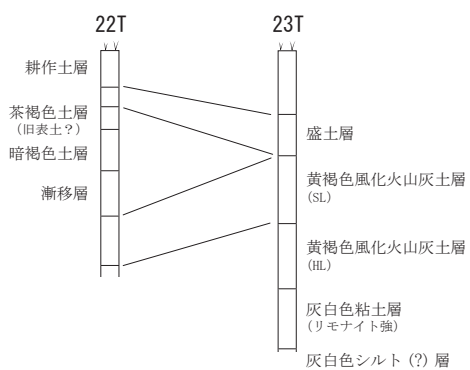 22T
23T
耕作土層
茶褐色土層
(旧表土？)
暗褐色土層
漸移層
盛土層
黄褐色風化火山灰土層
(SL)
黄褐色風化火山灰土層
(HL)
灰白色粘土層
(リモナイト強)
灰白色シルト(?)層